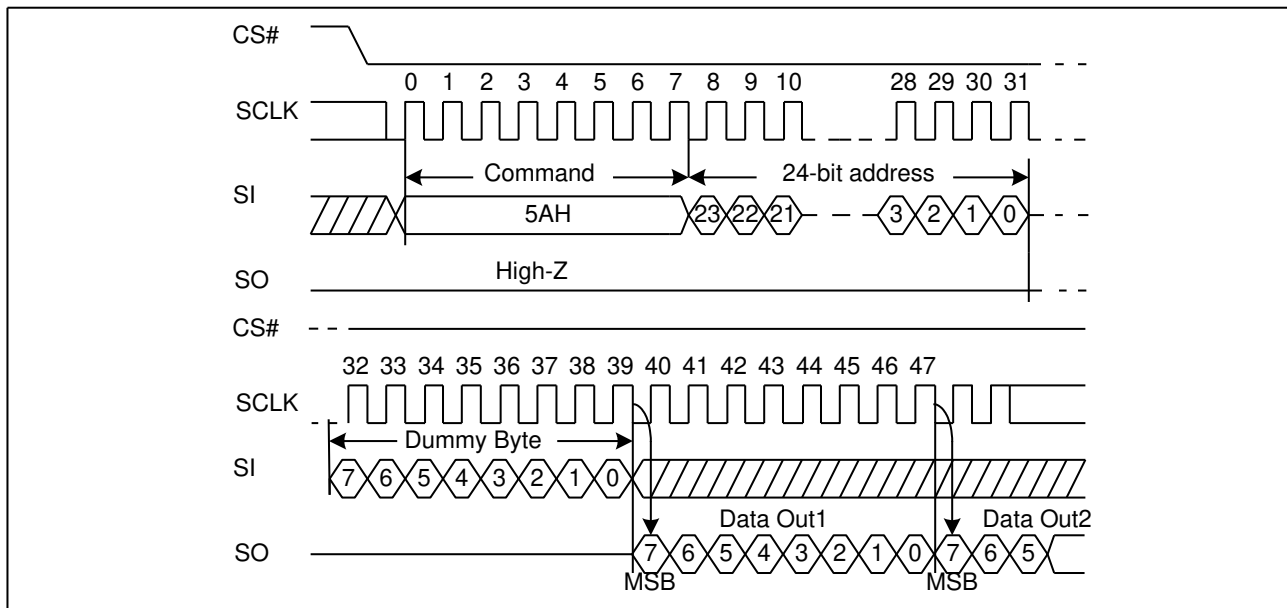 CS#
0 1 2 3 4 5 6 7 8 9 10 28 29 30 31
SCLK
Command 24-bit address
SI
5AH 23 22 21 3 2 1 0
High-Z
SO
CS#
32 33 34 35 36 37 38 39 40 41 42 43 44 45 46 47
SCLK
Dummy Byte
SI
7 6 5 4 3 2 1 0
Data Out1 Data Out2
SO
7 6 5 4 3 2 1 0 7 6 5
MSB MSB